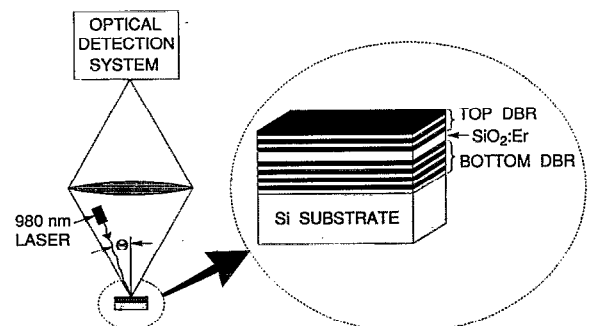 OPTICAL
DETECTION
SYSTEM
980 nm
LASER
Θ
TOP DBR
SiO₂:Er
BOTTOM DBR
Si SUBSTRATE